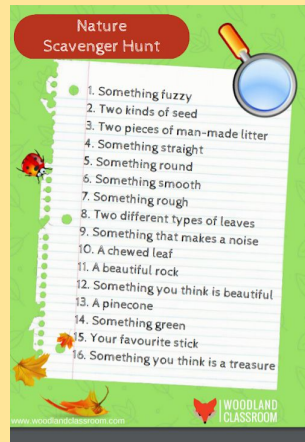 Nature
Scavenger Hunt
1. Something fuzzy
2. Two kinds of seed
3. Two pieces of man-made litter
4. Something straight
5. Something round
6. Something smooth
7. Something rough
8. Two different types of leaves
9. Something that makes a noise
10. A chewed leaf
11. A beautiful rock
12. Something you think is beautiful
13. A pinecone
14. Something green
15. Your favourite stick
16. Something you think is a treasure
www.woodlandclassroom.com
WOODLAND
CLASSROOM